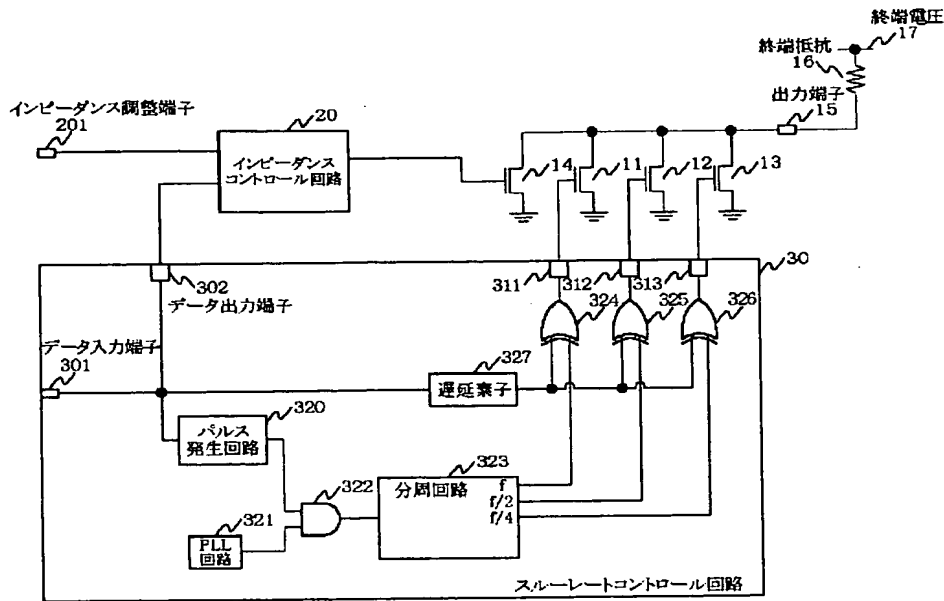 終端電圧
17
終端抵抗
16
出力端子
15
インピーダンス調整端子
201
20
インピーダンス
コントロール回路
14
11
12
13
30
302
データ出力端子
311
312
313
324
325
326
データ入力端子
301
327
遅延素子
320
パルス
発生回路
322
323
分周回路
f
f/2
f/4
321
PLL
回路
スルーレートコントロール回路